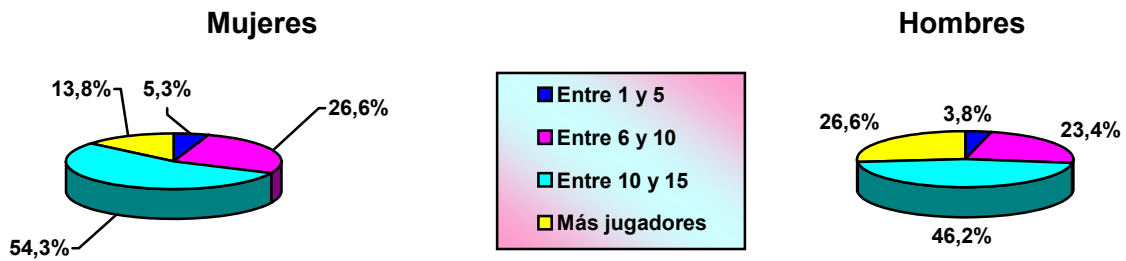 Mujeres
13,8%
5,3%
26,6%
54,3%
Entre 1 y 5
Entre 6 y 10
Entre 10 y 15
Más jugadores
Hombres
26,6%
3,8%
23,4%
46,2%